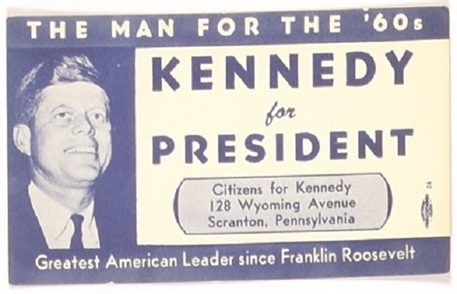 THE MAN FOR THE '60s
KENNEDY
for
PRESIDENT
Citizens for Kennedy
128 Wyoming Avenue
Scranton, Pennsylvania
Greatest American Leader since Franklin Roosevelt